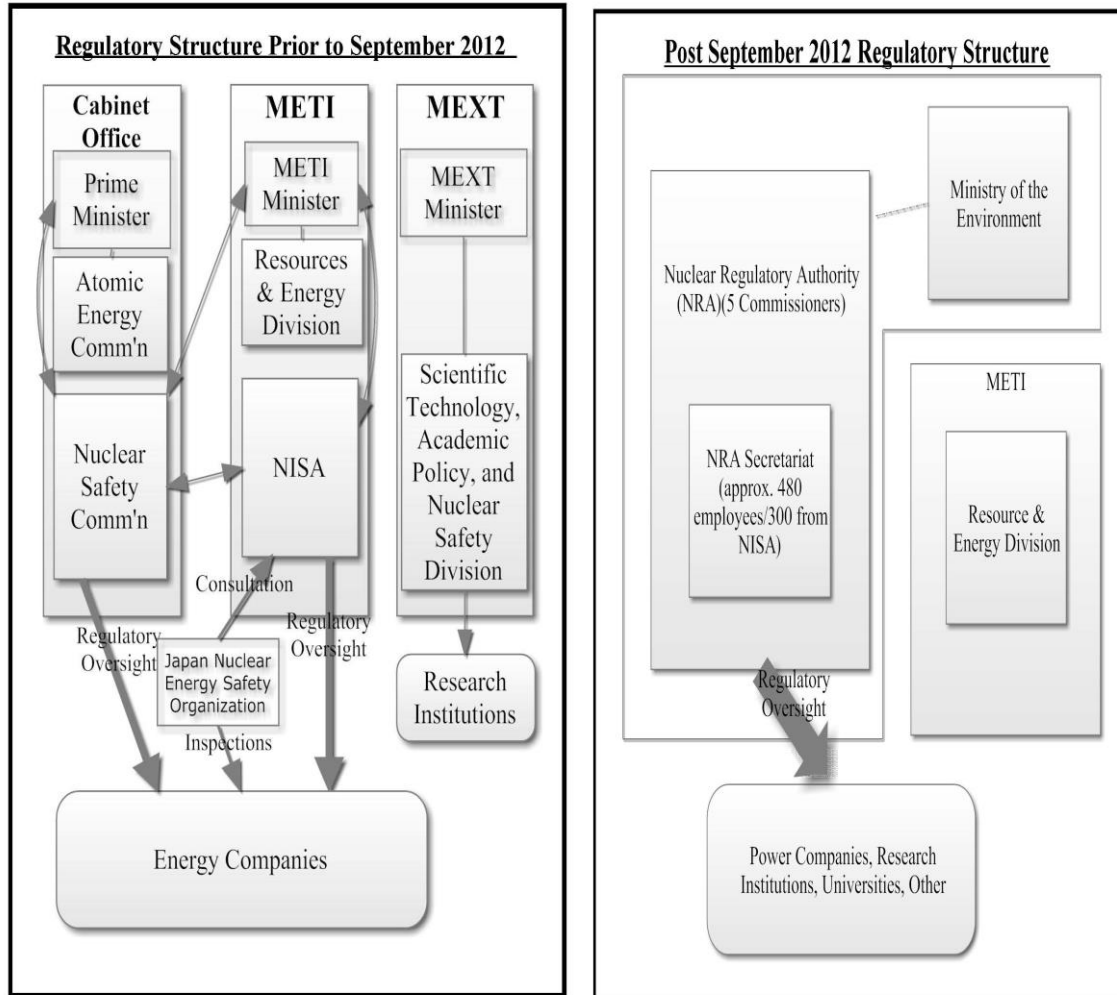 Regulatory Structure Prior to September 2012
Cabinet
Office
Prime
Minister
Atomic
Energy
Comm'n
Nuclear
Safety
Comm'n
METI
METI
Minister
Resources
& Energy
Division
NISA
MEXT
MEXT
Minister
Scientific
Technology,
Academic
Policy, and
Nuclear
Safety
Division
Consultation
Regulatory
Oversight
Japan Nuclear
Energy Safety
Organization
Inspections
Regulatory
Oversight
Research
Institutions
Energy Companies
Post September 2012 Regulatory Structure
Ministry of the
Environment
Nuclear Regulatory Authority
(NRA)(5 Commissioners)
NRA Secretariat
(approx. 480
employees/300 from
NISA)
METI
Resource &
Energy Division
Regulatory
Oversight
Power Companies, Research
Institutions, Universities, Other